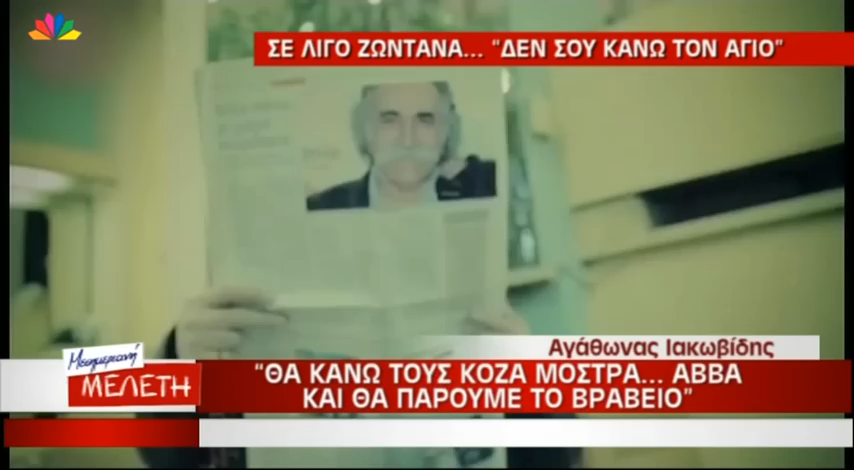 ΣΕ ΛΙΓΟ ΖΩΝΤΑΝΑ... "ΔΕΝ ΣΟΥ ΚΑΝΩ ΤΟΝ ΑΓΙΟ"
Αγάθωνας Ιακωβίδης
Μεσημεριανή
ΜΕΛΕΤΗ
"ΘΑ ΚΑΝΩ ΤΟΥΣ ΚΟΖΑ ΜΟΣΤΡΑ... ABBA
ΚΑΙ ΘΑ ΠΑΡΟΥΜΕ ΤΟ ΒΡΑΒΕΙΟ"